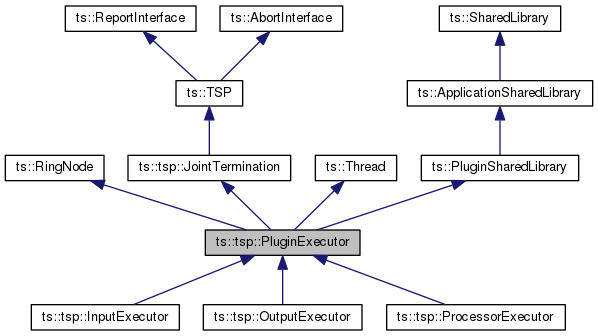 ts::ReportInterface
ts::AbortInterface
ts::SharedLibrary
ts::TSP
ts::ApplicationSharedLibrary
ts::RingNode
ts::tsp::JointTermination
ts::Thread
ts::PluginSharedLibrary
ts::tsp::PluginExecutor
ts::tsp::InputExecutor
ts::tsp::OutputExecutor
ts::tsp::ProcessorExecutor